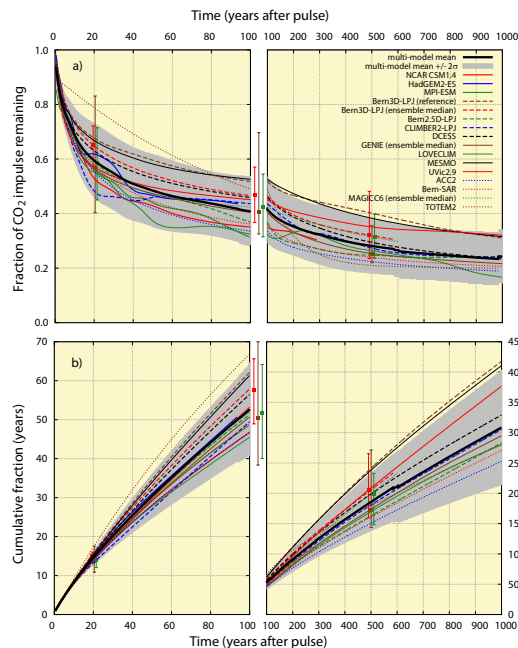 Time (years after pulse)
0 20 40 60 80 100 100 200 300 400 500 600 700 800 900 1000
a)
1.0
0.8
0.6
0.4
0.2
0.0
Fraction of CO2 impulse remaining
multi-model mean
multi-model mean +/- 2σ
NCAR CSM1.4
HadGEM2-ES
MPI-ESM
Bern3D-LPJ (reference)
Bern3D-LPJ (ensemble median)
Bern2.5D-LPJ
CLIMBER2-LPJ
DCESS
GENIE (ensemble median)
LOVECLIM
MESMO
UVic2.9
ACC2
Bern-SAR
MAGICC6 (ensemble median)
TOTEM2
b)
70
60
50
40
30
20
10
0
Cumulative fraction (years)
45
40
35
30
25
20
15
10
50
0
0 20 40 60 80 100 100 200 300 400 500 600 700 800 900 1000
Time (years after pulse)